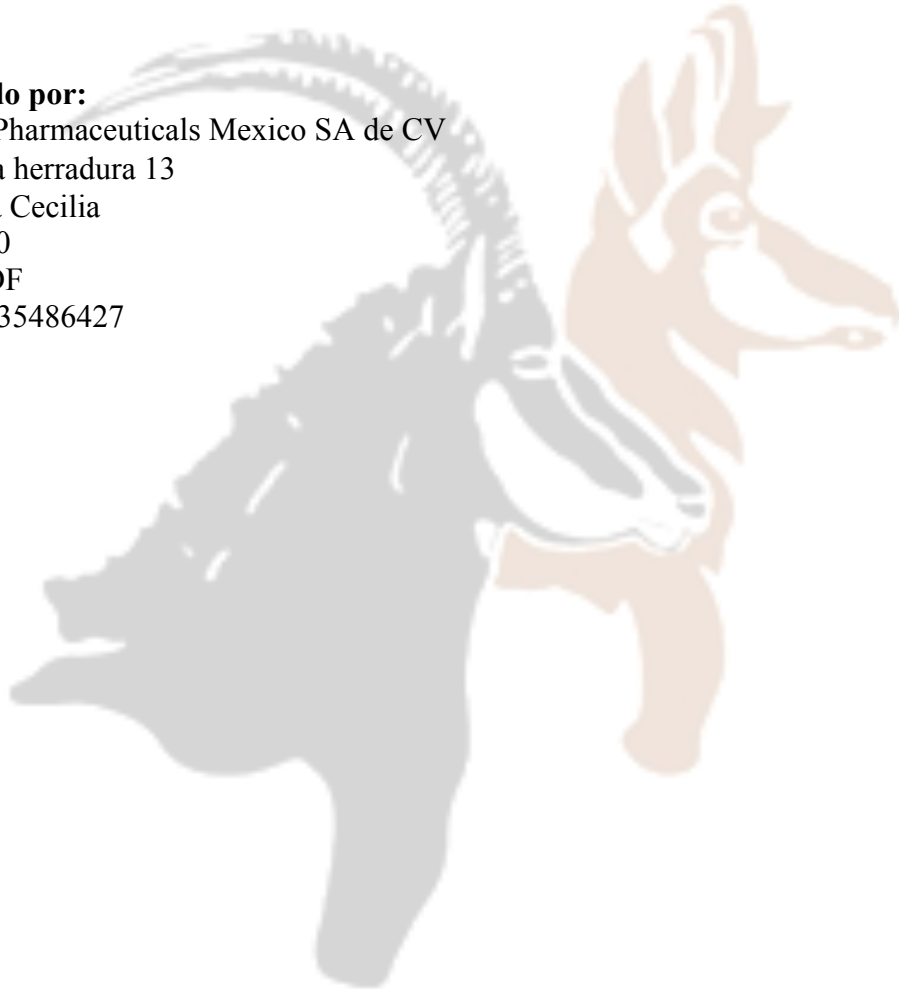 lo por:
Pharmaceuticals Mexico SA de CV
a herradura 13
a Cecilia
0
DF
35486427